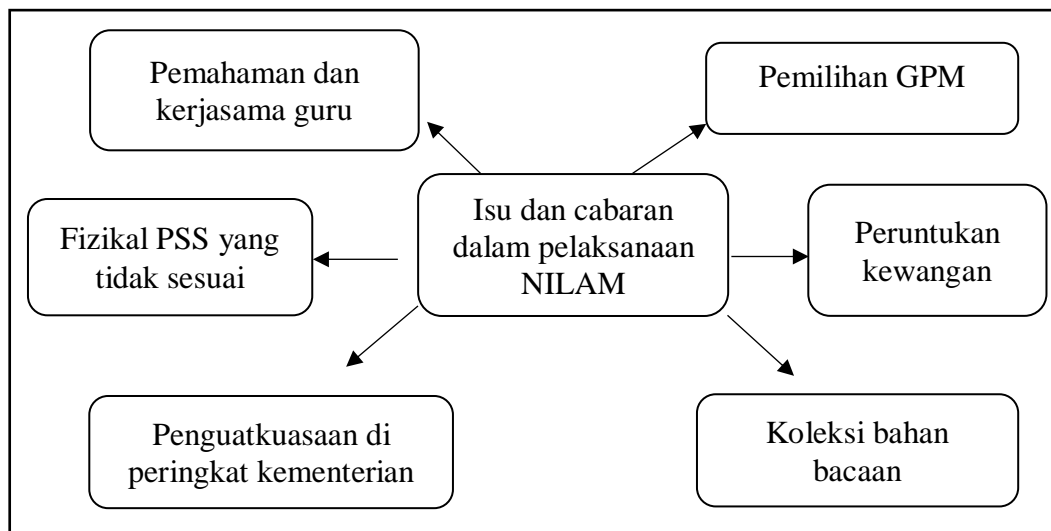 Pemahaman dan
kerjasama guru
Pemilihan GPM
Fizikal PSS yang
tidak sesuai
Isu dan cabaran
dalam pelaksanaan
NILAM
Peruntukan
kewangan
Penguatkuasaan di
peringkat kementerian
Koleksi bahan
bacaan